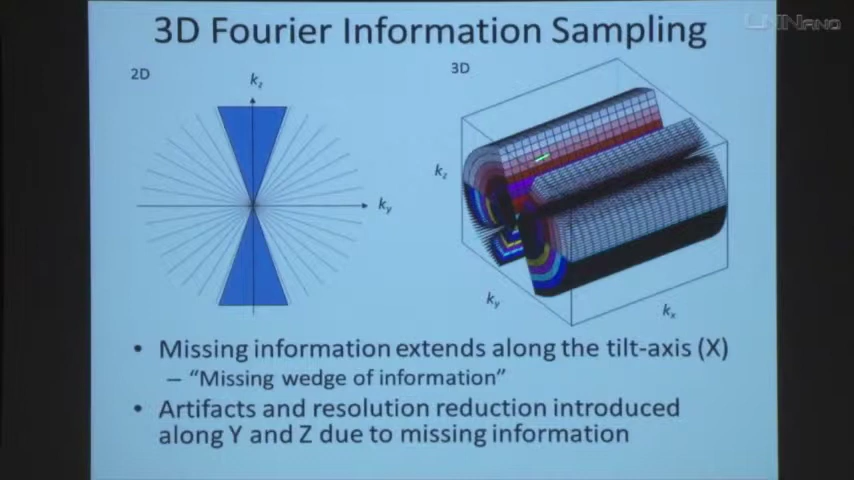 3D Fourier Information Sampling
2D
3D
k_z
k_y
k_z
k_y
k_x
• Missing information extends along the tilt-axis (X)
– “Missing wedge of information”
• Artifacts and resolution reduction introduced
along Y and Z due to missing information